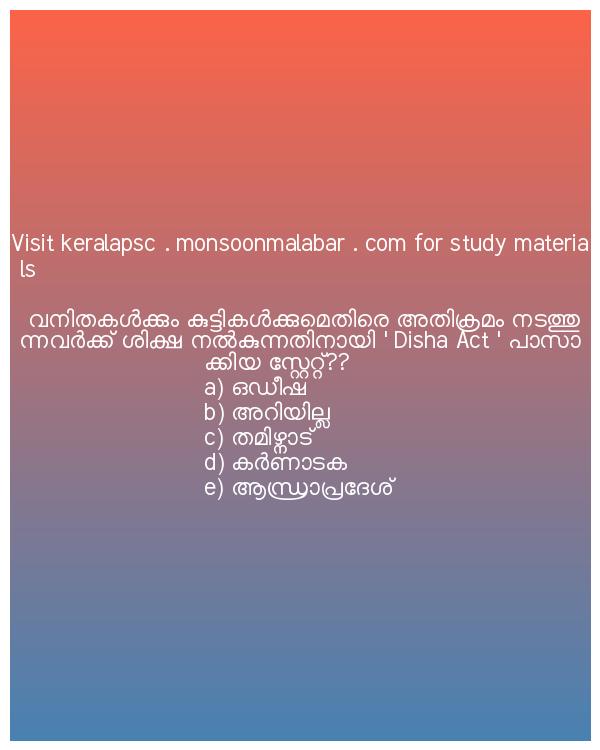 Visit keralapsc . monsoonmalabar . com for study materia
ls
വനിതകൾക്കും കുട്ടികൾക്കുമെതിരെ അതിക്രമം നടത്തു
ന്നവർക്ക് ശിക്ഷ നൽകുന്നതിനായി ' Disha Act ' പാസാ
ക്കിയ സ്റ്റേറ്റ്??
a) ഒഡീഷ
b) അറിയില്ല
c) തമിഴ്നാട്
d) കർണാടക
e) ആന്ധ്രാപ്രദേശ്